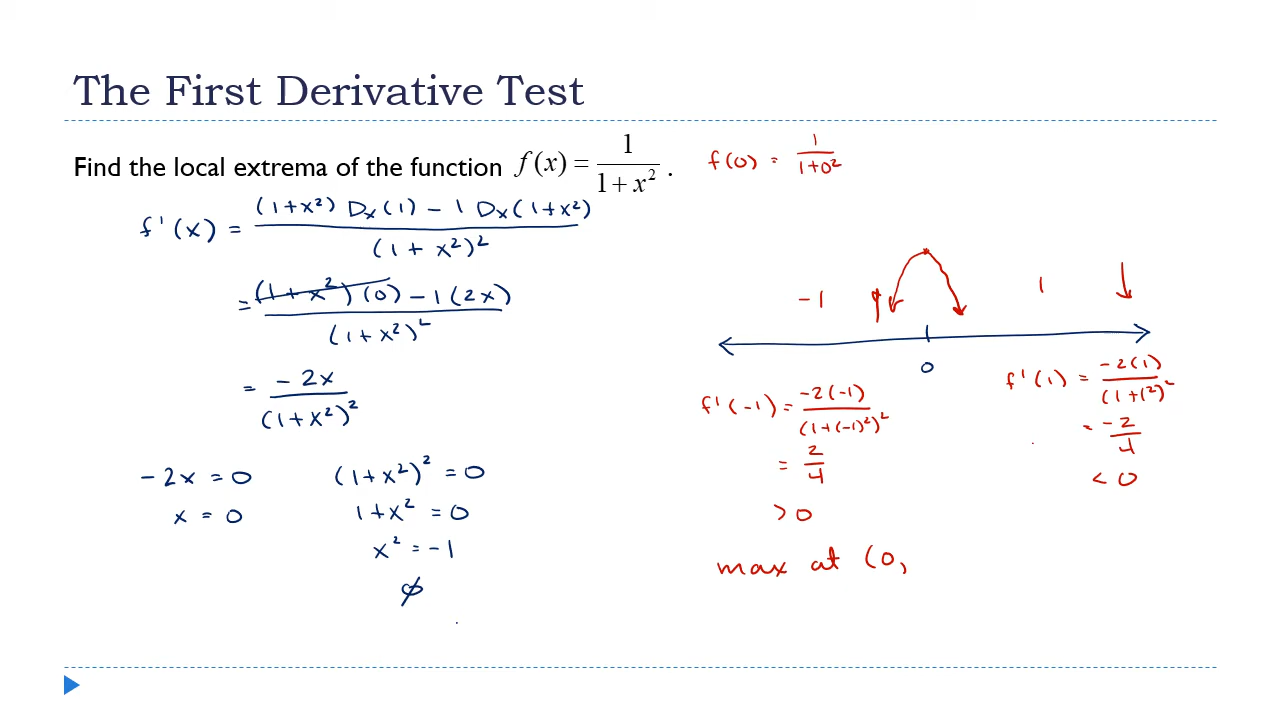 The First Derivative Test
Find the local extrema of the function f(x) = 1/(1 + x²) .
f(0) = 1/(1+0²)
f'(x) = ((1+x²) Dₓ(1) − 1 Dₓ(1+x²))/(1 + x²)²
= ((1+x²)(0) − 1(2x))/(1+x²)²
= −2x/(1+x²)²
−2x = 0
x = 0
(1+x²)² = 0
1+x² = 0
x² = −1
∅
−1
1
0
f'(−1) = −2(−1)/(1+(−1)²)²
= 2/4
> 0
f'(1) = −2(1)/(1+1²)²
= −2/4
< 0
max at (0,